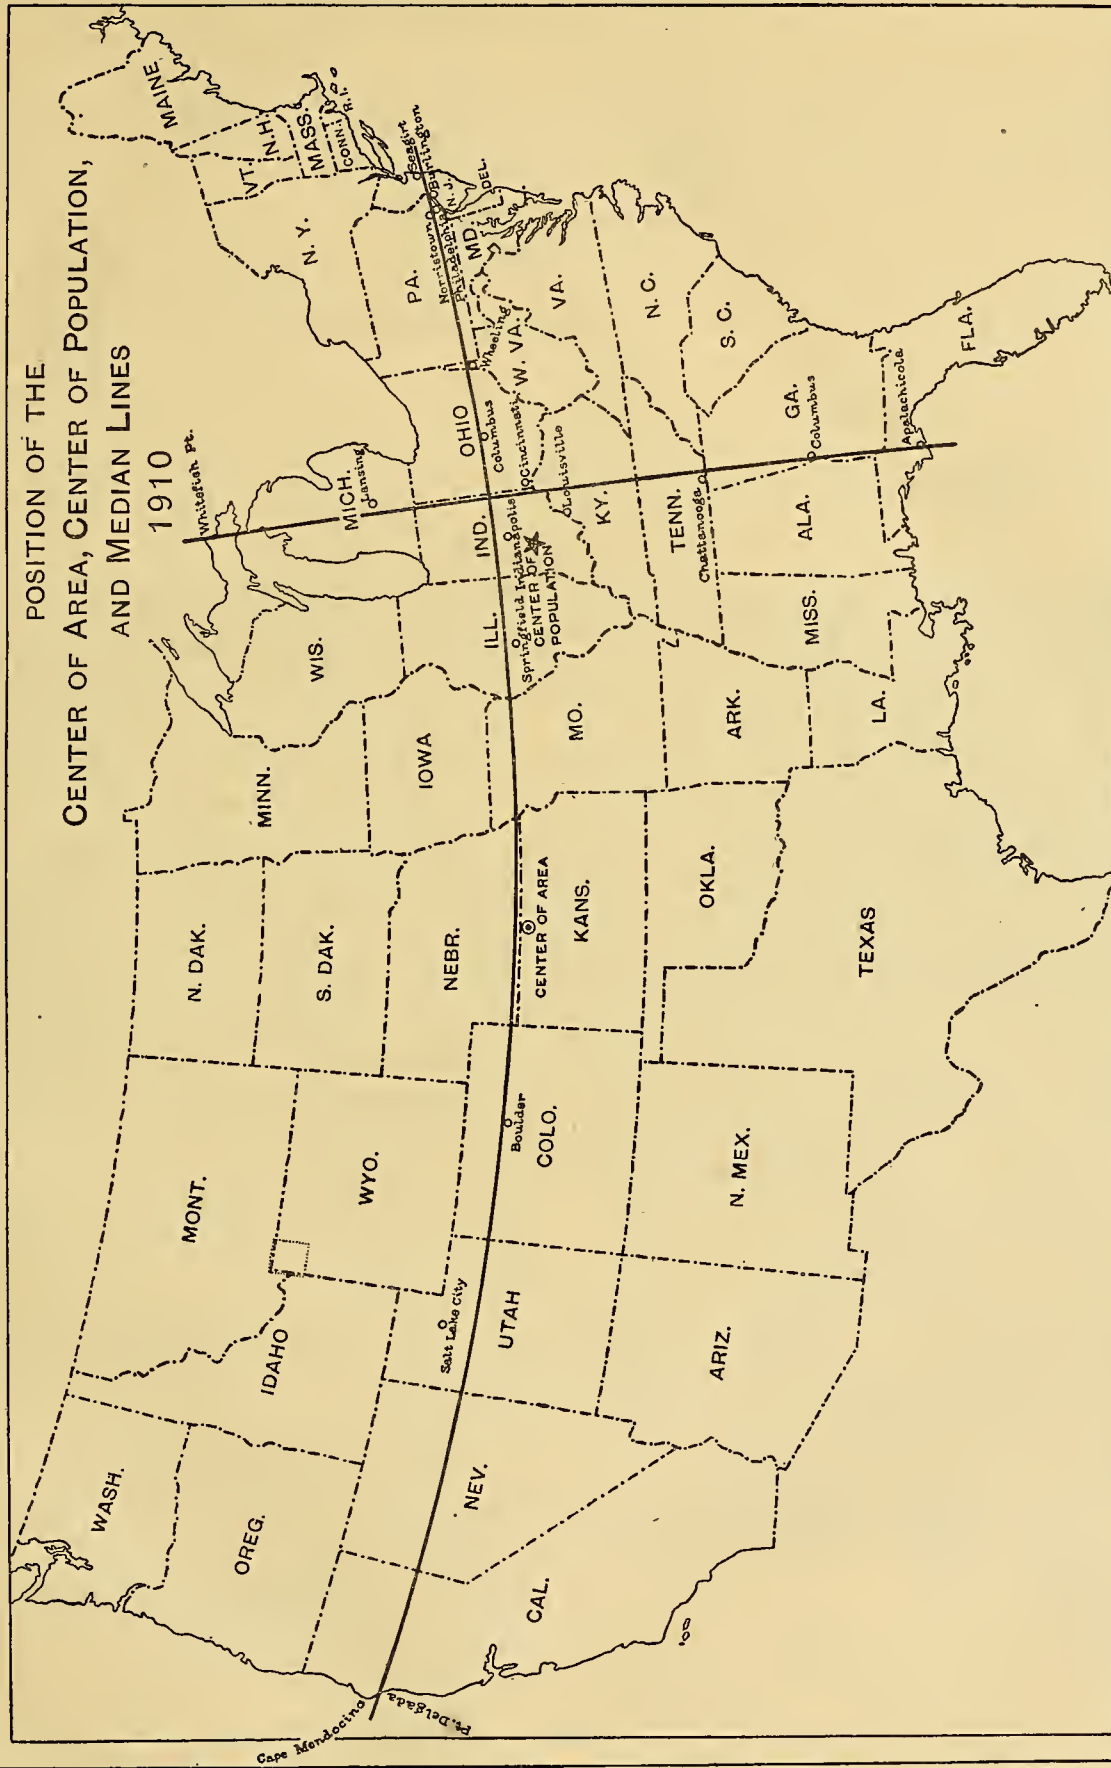 POSITION OF THE
CENTER OF AREA, CENTER OF POPULATION,
AND MEDIAN LINES
1910
WASH.
OREG.
CAL.
NEV.
IDAHO
MONT.
WYO.
UTAH
Salt Lake City
ARIZ.
COLO.
Boulder
N. MEX.
N. DAK.
S. DAK.
NEBR.
KANS.
CENTER OF AREA
OKLA.
TEXAS
MINN.
IOWA
MO.
ARK.
LA.
WIS.
ILL.
Springfield
CENTER OF
POPULATION
MISS.
MICH.
Lansing
Whitefish Pt.
IND.
Indianapolis
OHIO
Columbus
Cincinnati
Louisville
KY.
TENN.
Chattanooga
ALA.
GA.
Columbus
Apalachicola
FLA.
S. C.
N. C.
VA.
W. VA.
Wheeling
PA.
Norristown
Philadelphia
MD.
DEL.
N. J.
Burlington
Seagirt
N. Y.
VT.
N.H.
MAINE
MASS.
CONN.
R.I.
Cape Mendocino
Pt. Delgada